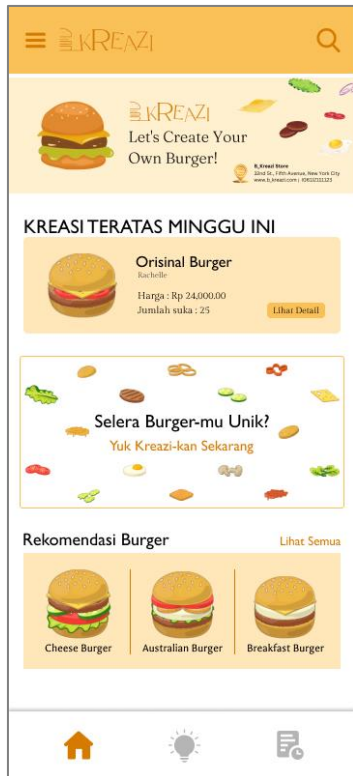 KREAZI
KREAZI
Let's Create Your
Own Burger!
B_Kreazi Store
KREASI TERATAS MINGGU INI
Orisinal Burger
Rachelle
Harga : Rp 24,000.00
Jumlah suka : 25
Lihat Detail
Selera Burger-mu Unik?
Yuk Kreazi-kan Sekarang
Rekomendasi Burger
Lihat Semua
Cheese Burger
Australian Burger
Breakfast Burger